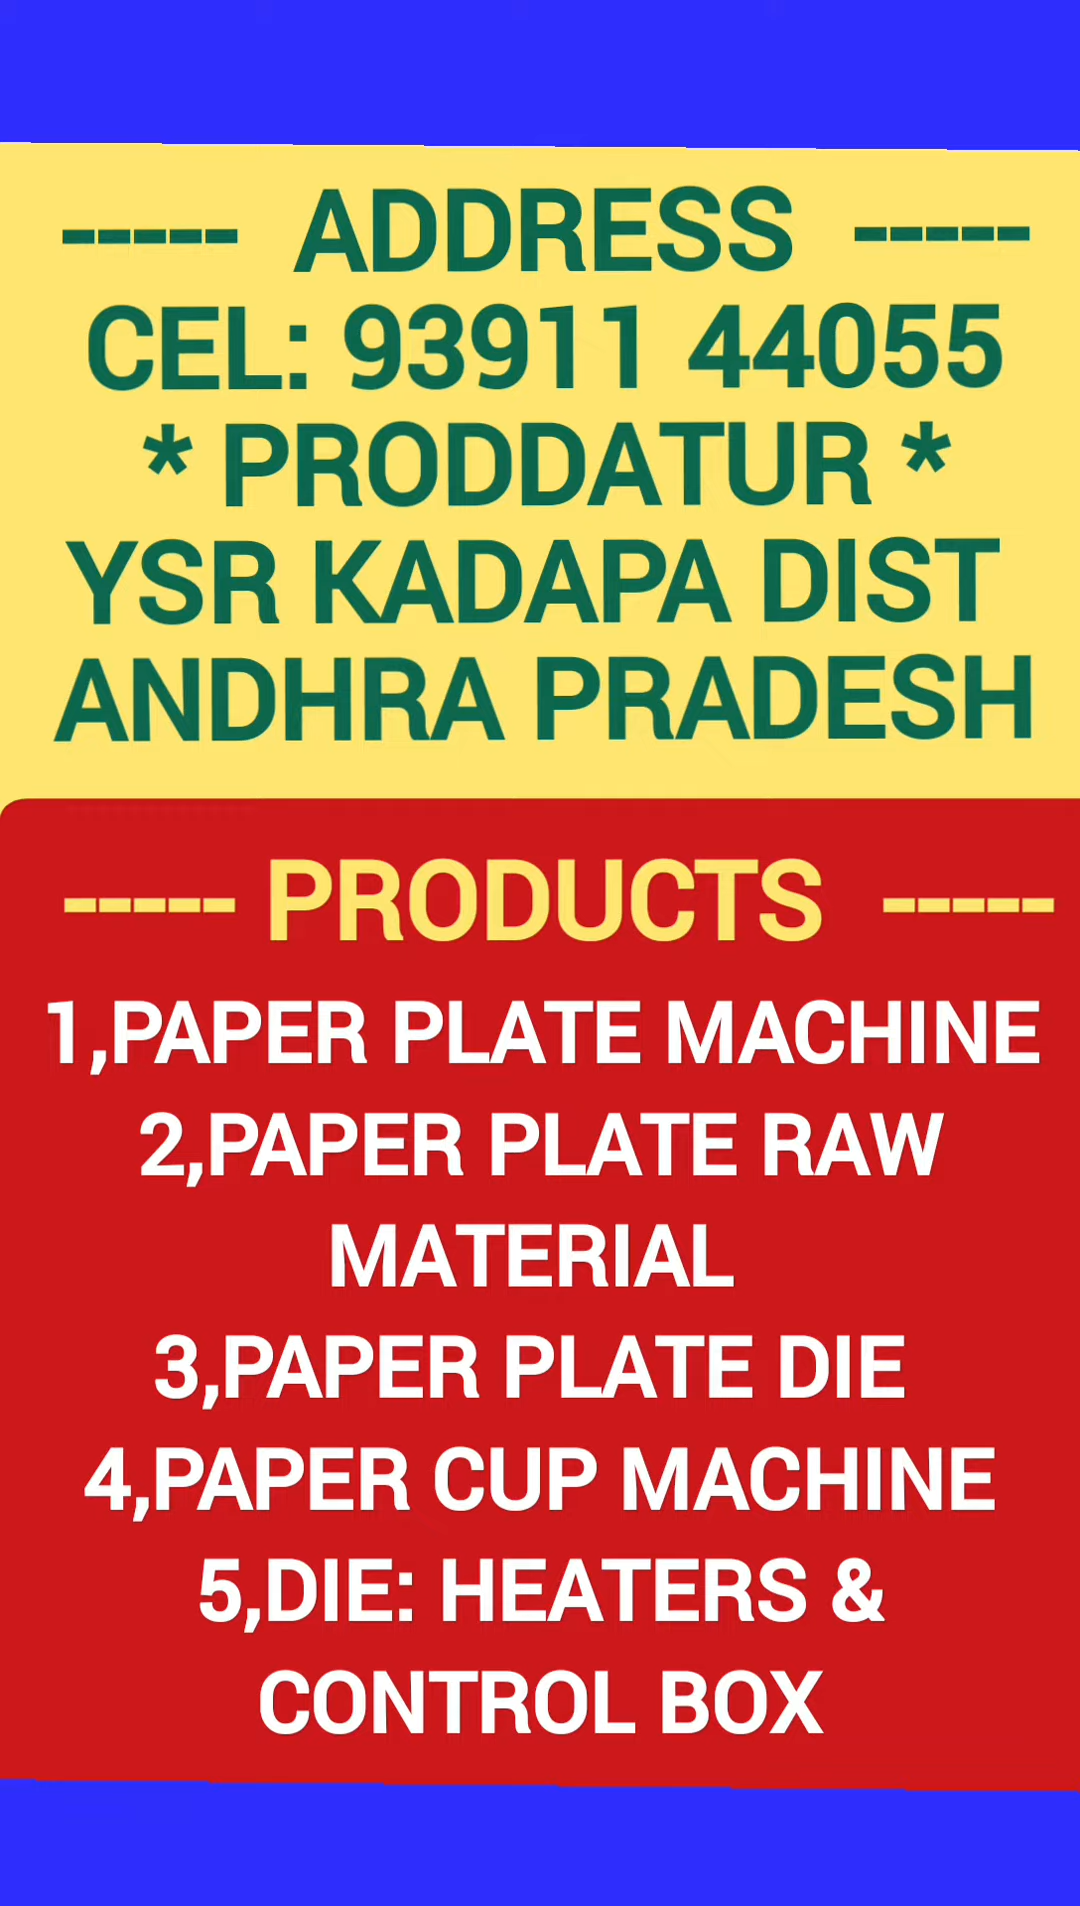 ----- ADDRESS -----
CEL: 93911 44055
* PRODDATUR *
YSR KADAPA DIST
ANDHRA PRADESH
----- PRODUCTS -----
1,PAPER PLATE MACHINE
2,PAPER PLATE RAW
MATERIAL
3,PAPER PLATE DIE
4,PAPER CUP MACHINE
5,DIE: HEATERS &
CONTROL BOX